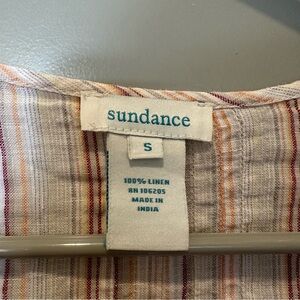 sundance
S
100% LINEN
RN 106205
MADE IN
INDIA